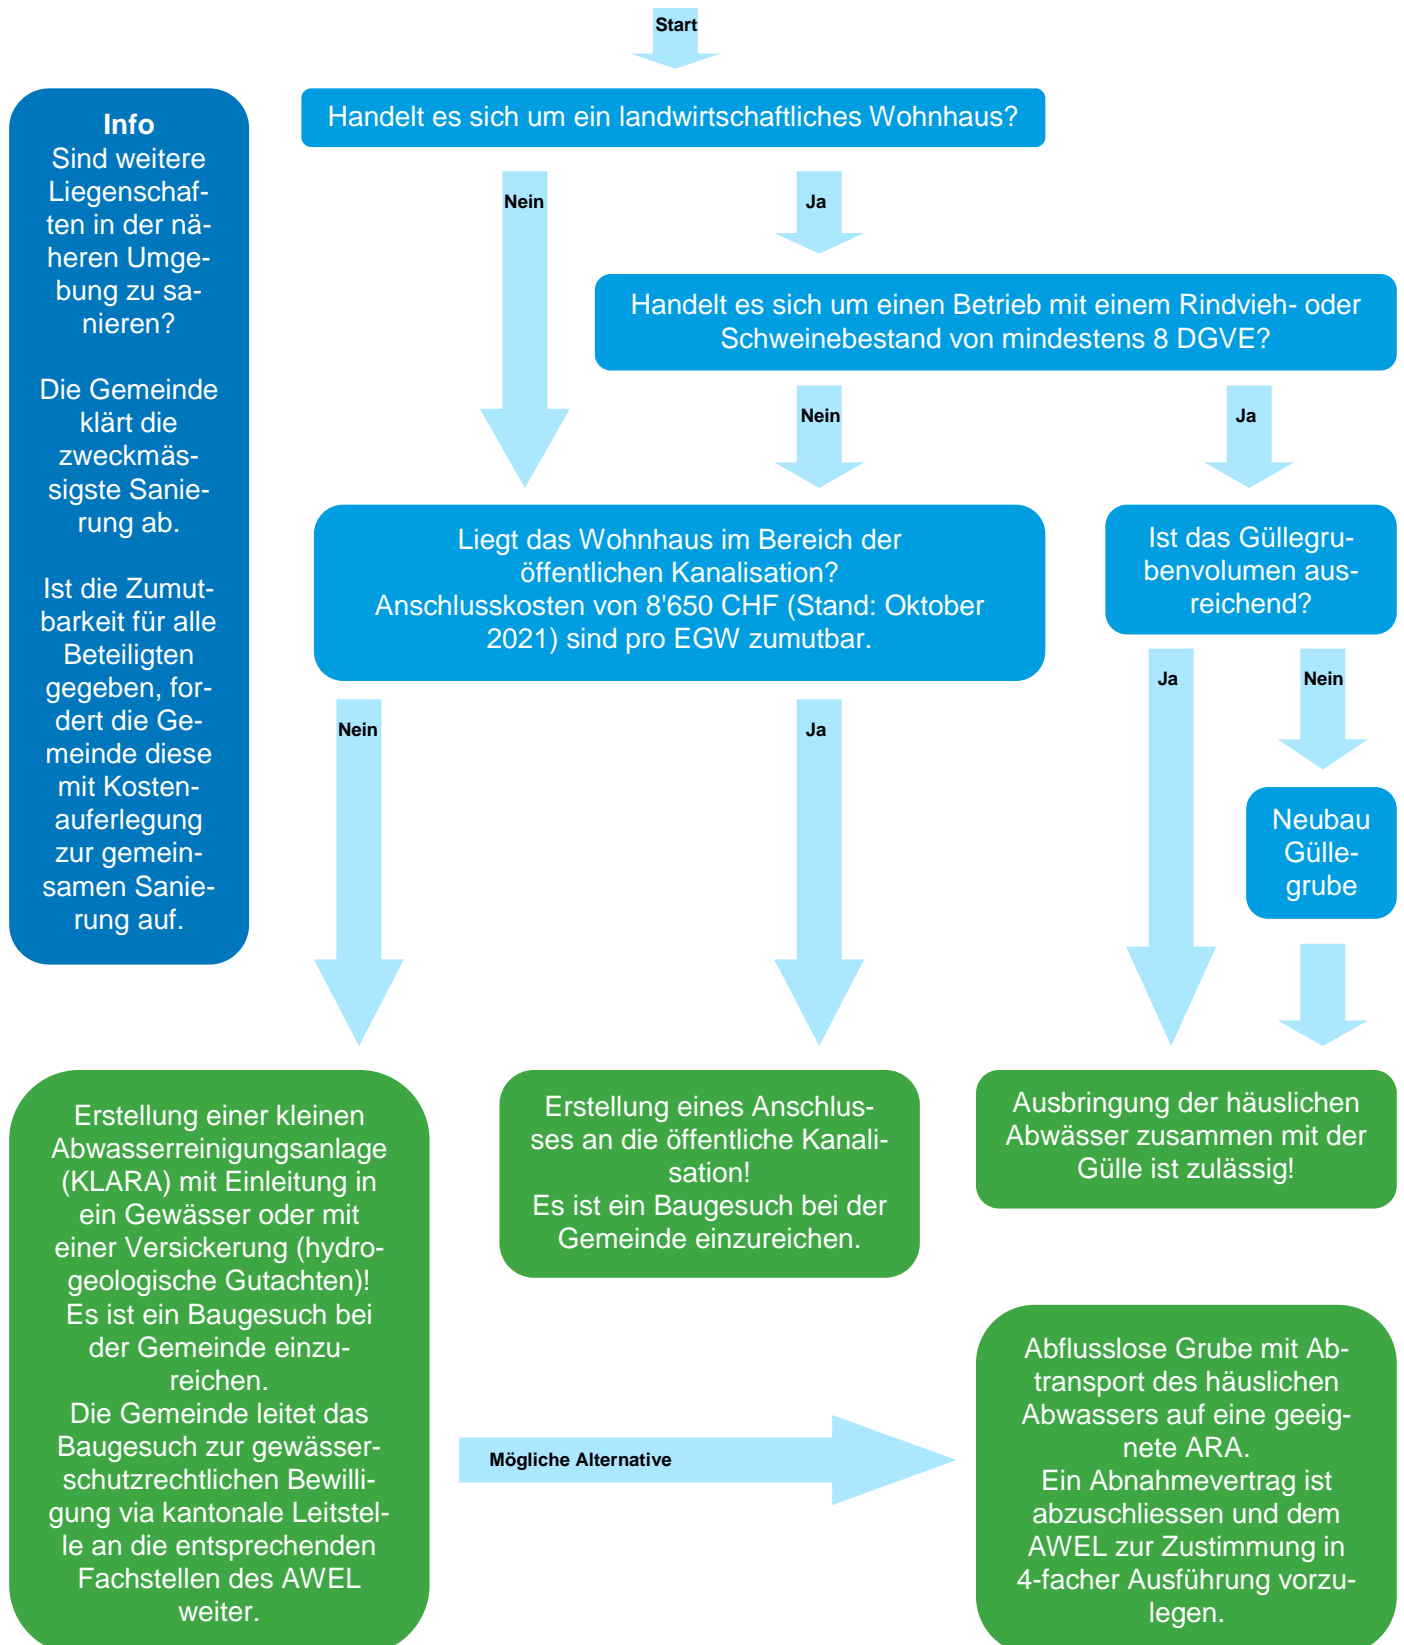 Start
Info
Sind weitere
Liegenschaf-
ten in der nä-
heren Umge-
bung zu sa-
nieren?
Die Gemeinde
klärt die
zweckmäs-
sigste Sanie-
rung ab.
Ist die Zumut-
barkeit für alle
Beteiligten
gegeben, for-
dert die Ge-
meinde diese
mit Kosten-
auferlegung
zur gemein-
samen Sanie-
rung auf.
Handelt es sich um ein landwirtschaftliches Wohnhaus?
Nein
Ja
Handelt es sich um einen Betrieb mit einem Rindvieh- oder
Schweinebestand von mindestens 8 DGVE?
Nein
Ja
Liegt das Wohnhaus im Bereich der
öffentlichen Kanalisation?
Anschlusskosten von 8'650 CHF (Stand: Oktober
2021) sind pro EGW zumutbar.
Ist das Güllegru-
benvolumen aus-
reichend?
Nein
Ja
Ja
Nein
Neubau
Gülle-
grube
Erstellung einer kleinen
Abwasserreinigungsanlage
(KLARA) mit Einleitung in
ein Gewässer oder mit
einer Versickerung (hydro-
geologische Gutachten)!
Es ist ein Baugesuch bei
der Gemeinde einzu-
reichen.
Die Gemeinde leitet das
Baugesuch zur gewässer-
schutzrechtlichen Bewilli-
gung via kantonale Leitstel-
le an die entsprechenden
Fachstellen des AWEL
weiter.
Erstellung eines Anschlus-
ses an die öffentliche Kanali-
sation!
Es ist ein Baugesuch bei der
Gemeinde einzureichen.
Ausbringung der häuslichen
Abwässer zusammen mit der
Gülle ist zulässig!
Mögliche Alternative
Abflusslose Grube mit Ab-
transport des häuslichen
Abwassers auf eine geeig-
nete ARA.
Ein Abnahmevertrag ist
abzuschliessen und dem
AWEL zur Zustimmung in
4-facher Ausführung vorzu-
legen.